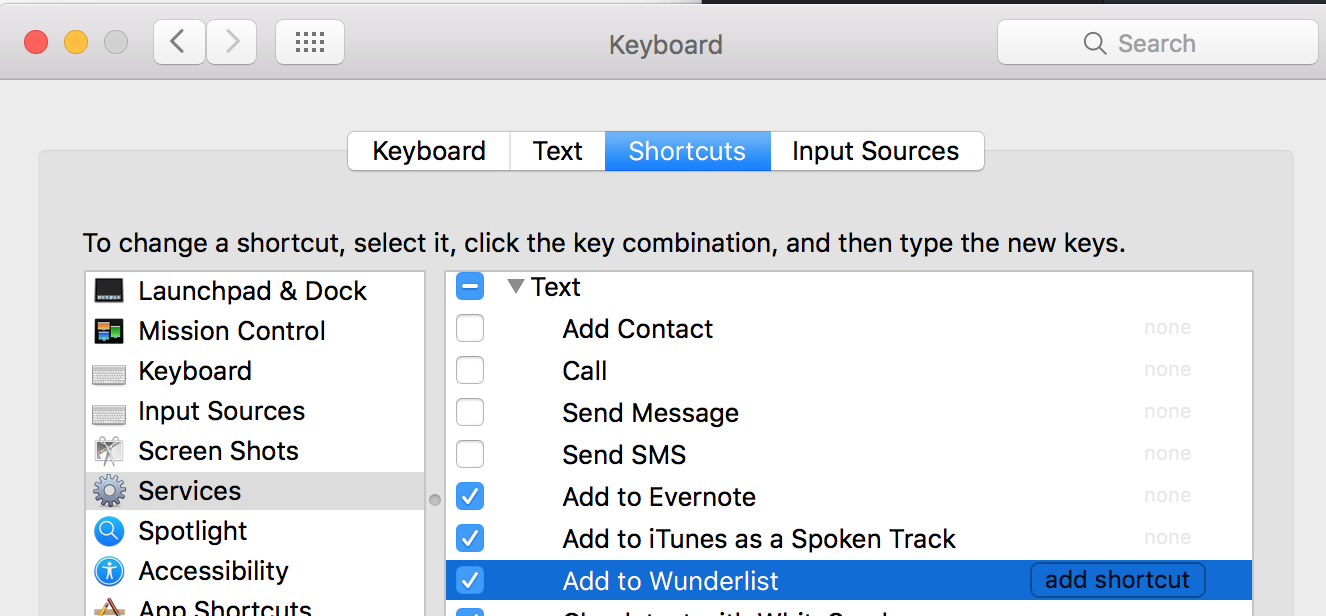 Keyboard
Search
Keyboard Text Shortcuts Input Sources
To change a shortcut, select it, click the key combination, and then type the new keys.
Launchpad & Dock
Mission Control
Keyboard
Input Sources
Screen Shots
Services
Spotlight
Accessibility
App Shortcuts
Text
Add Contact none
Call none
Send Message none
Send SMS none
Add to Evernote none
Add to iTunes as a Spoken Track none
Add to Wunderlist add shortcut